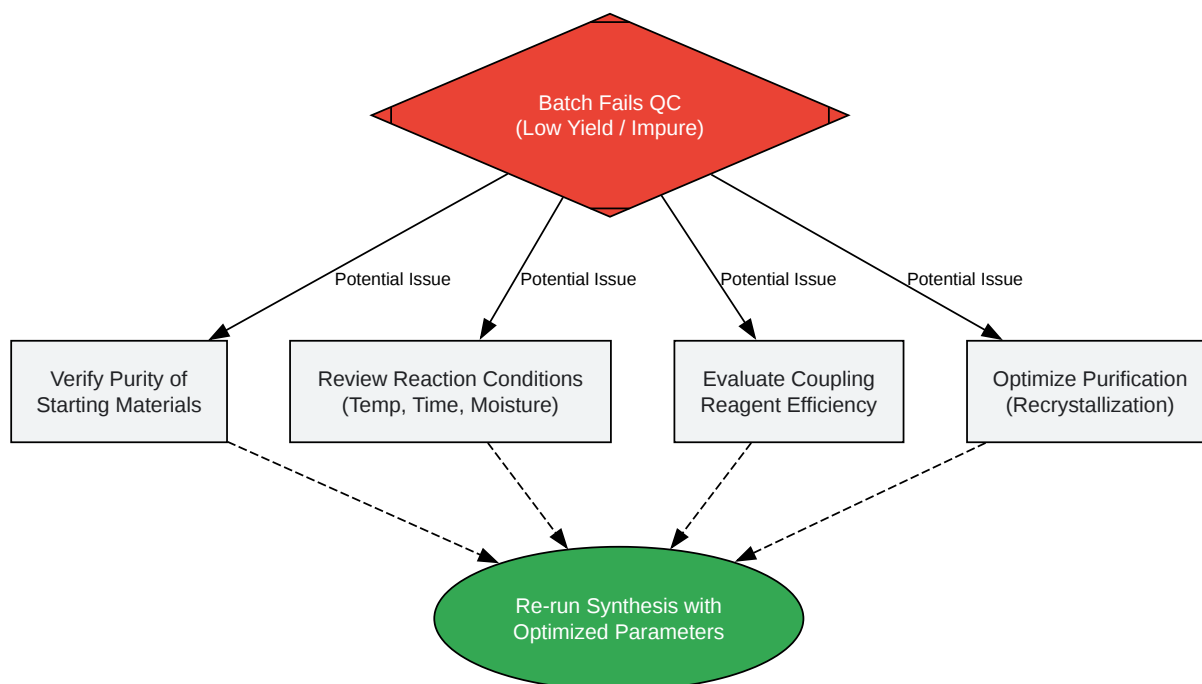 Batch Fails QC
(Low Yield / Impure)
Potential Issue
Potential Issue
Potential Issue
Potential Issue
Verify Purity of
Starting Materials
Review Reaction Conditions
(Temp, Time, Moisture)
Evaluate Coupling
Reagent Efficiency
Optimize Purification
(Recrystallization)
Re-run Synthesis with
Optimized Parameters